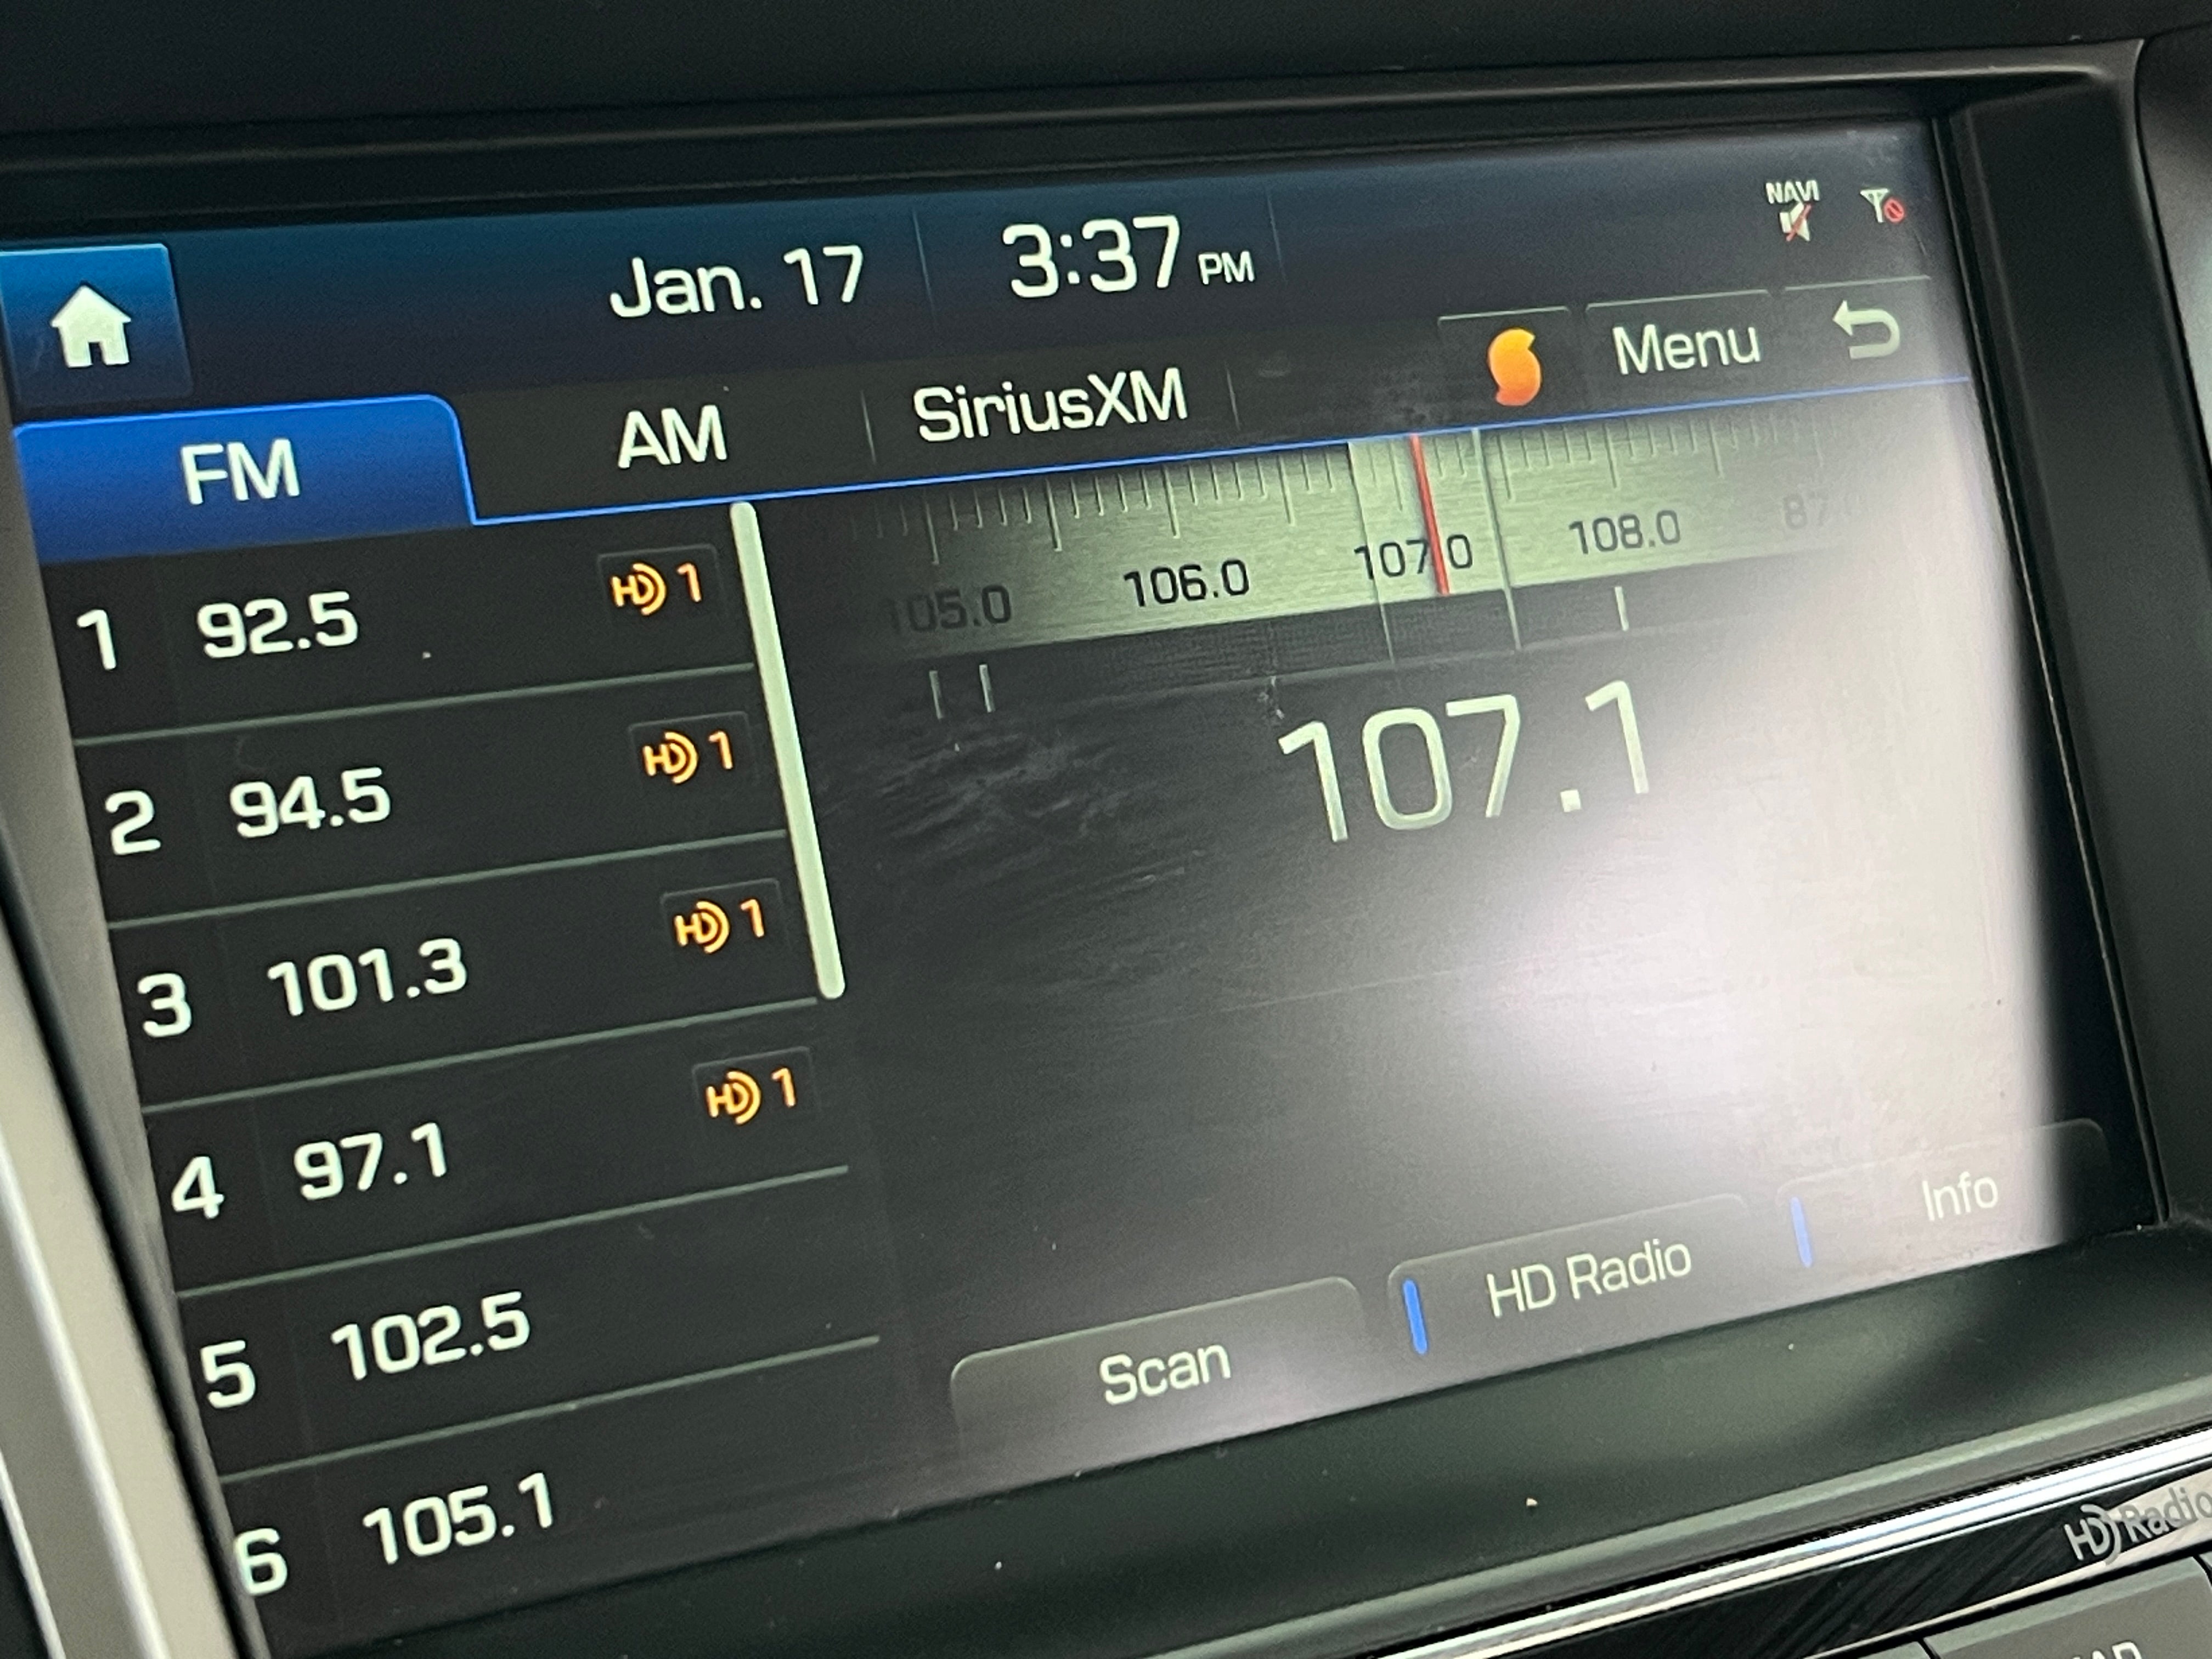 NAVI
Jan. 17 3:37 PM
Menu
FM AM SiriusXM
105.0 106.0 107.0 108.0
1 92.5 HD 1
107.1
2 94.5 HD 1
3 101.3 HD 1
4 97.1 HD 1
5 102.5
6 105.1
Scan HD Radio Info
HD Radio